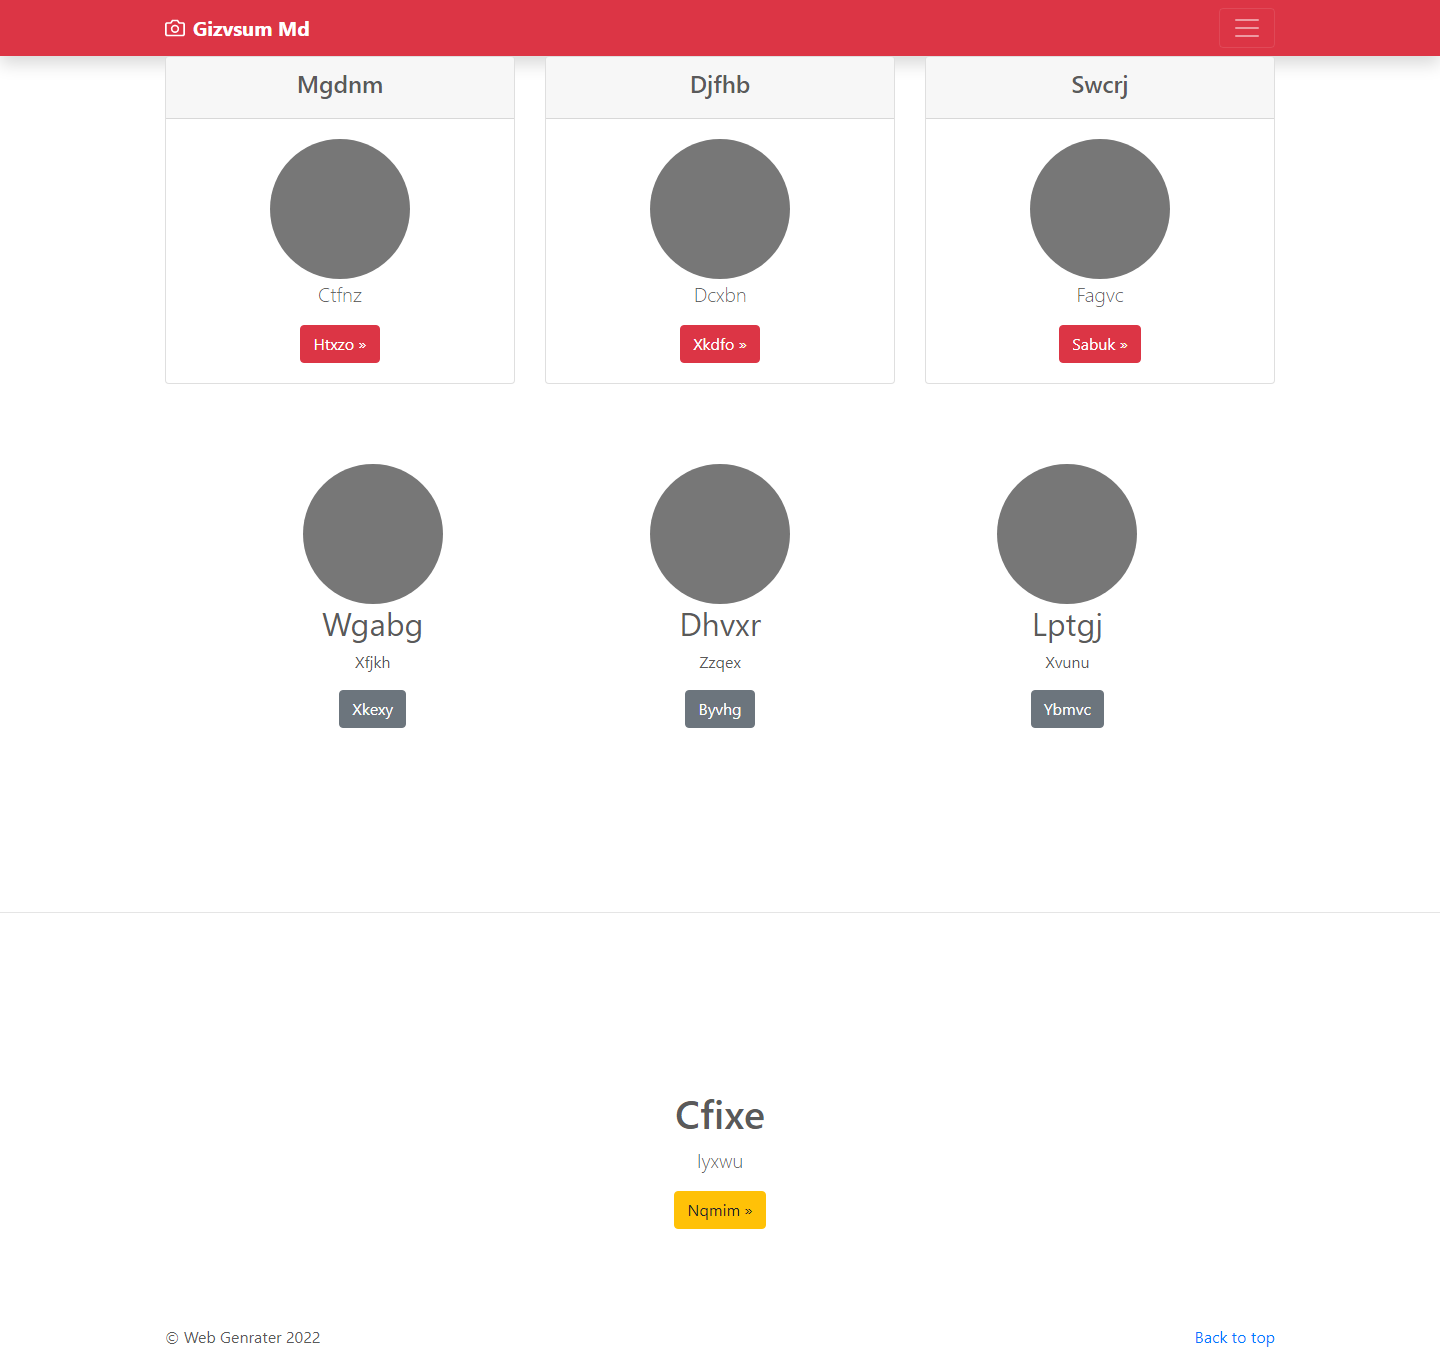 Gizvsum Md
Mgdnm
Djfhb
Swcrj
Ctfnz
Dcxbn
Fagvc
Htxzo »
Xkdfo »
Sabuk »
Wgabg
Dhvxr
Lptgj
Xfjkh
Zzqex
Xvunu
Xkexy
Byvhg
Ybmvc
Cfixe
Iyxwu
Nqmim »
© Web Genrater 2022
Back to top